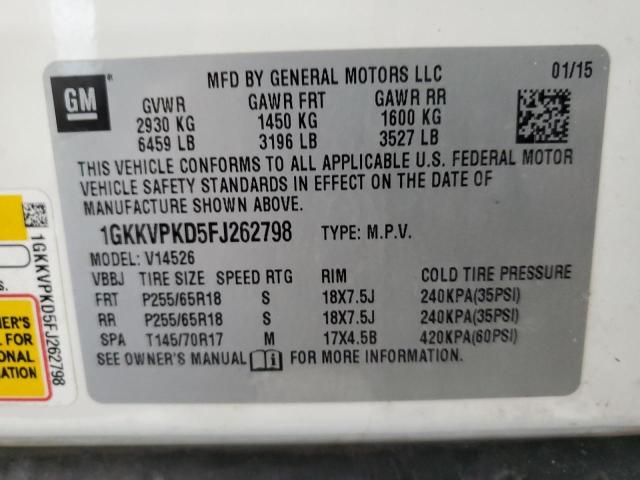 GM
MFD BY GENERAL MOTORS LLC 01/15
GVWR GAWR FRT GAWR RR
2930 KG 1450 KG 1600 KG
6459 LB 3196 LB 3527 LB
THIS VEHICLE CONFORMS TO ALL APPLICABLE U.S. FEDERAL MOTOR
VEHICLE SAFETY STANDARDS IN EFFECT ON THE DATE OF
MANUFACTURE SHOWN ABOVE.
1GKKVPKD5FJ262798 TYPE: M.P.V.
MODEL: V14526
VBBJ TIRE SIZE SPEED RTG RIM COLD TIRE PRESSURE
FRT P255/65R18 S 18X7.5J 240KPA(35PSI)
RR P255/65R18 S 18X7.5J 240KPA(35PSI)
SPA T145/70R17 M 17X4.5B 420KPA(60PSI)
SEE OWNER'S MANUAL i FOR MORE INFORMATION.
1GKKVPKD5FJ262798
S.
NER'S
L FOR
ONAL
MATION